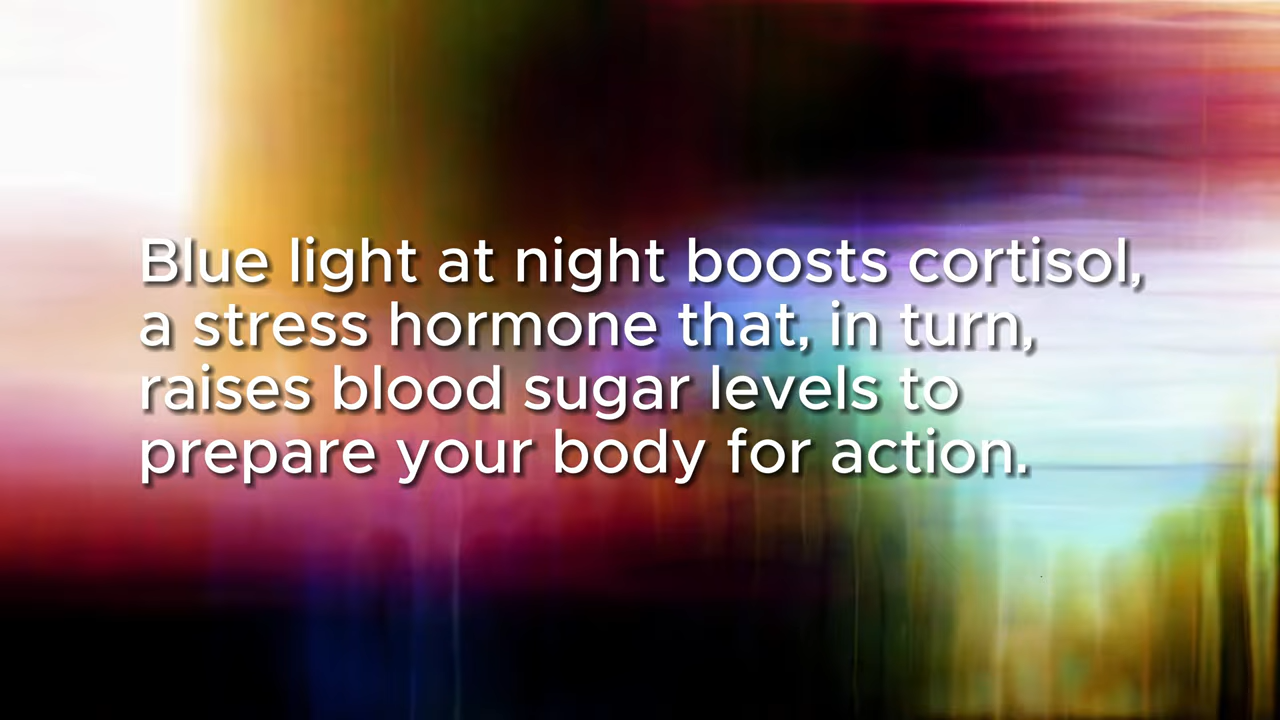 Blue light at night boosts cortisol,
a stress hormone that, in turn,
raises blood sugar levels to
prepare your body for action.